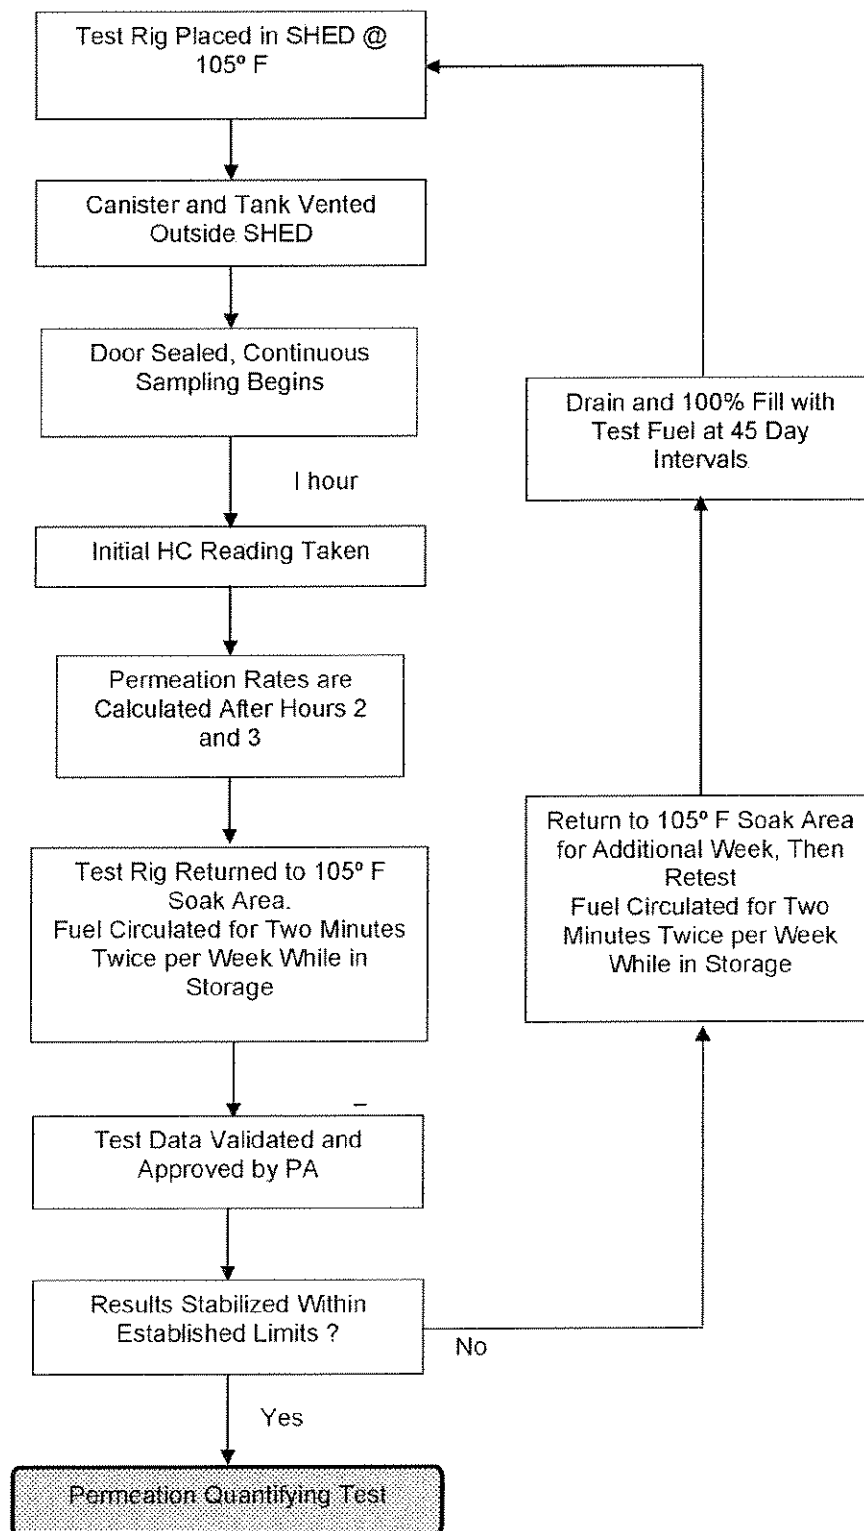 Test Rig Placed in SHED @
105º F
Canister and Tank Vented
Outside SHED
Door Sealed, Continuous
Sampling Begins
I hour
Initial HC Reading Taken
Permeation Rates are
Calculated After Hours 2
and 3
Test Rig Returned to 105º F
Soak Area.
Fuel Circulated for Two Minutes
Twice per Week While in
Storage
Test Data Validated and
Approved by PA
Results Stabilized Within
Established Limits ?
No
Yes
Permeation Quantifying Test
Return to 105º F Soak Area
for Additional Week, Then
Retest
Fuel Circulated for Two
Minutes Twice per Week
While in Storage
Drain and 100% Fill with
Test Fuel at 45 Day
Intervals